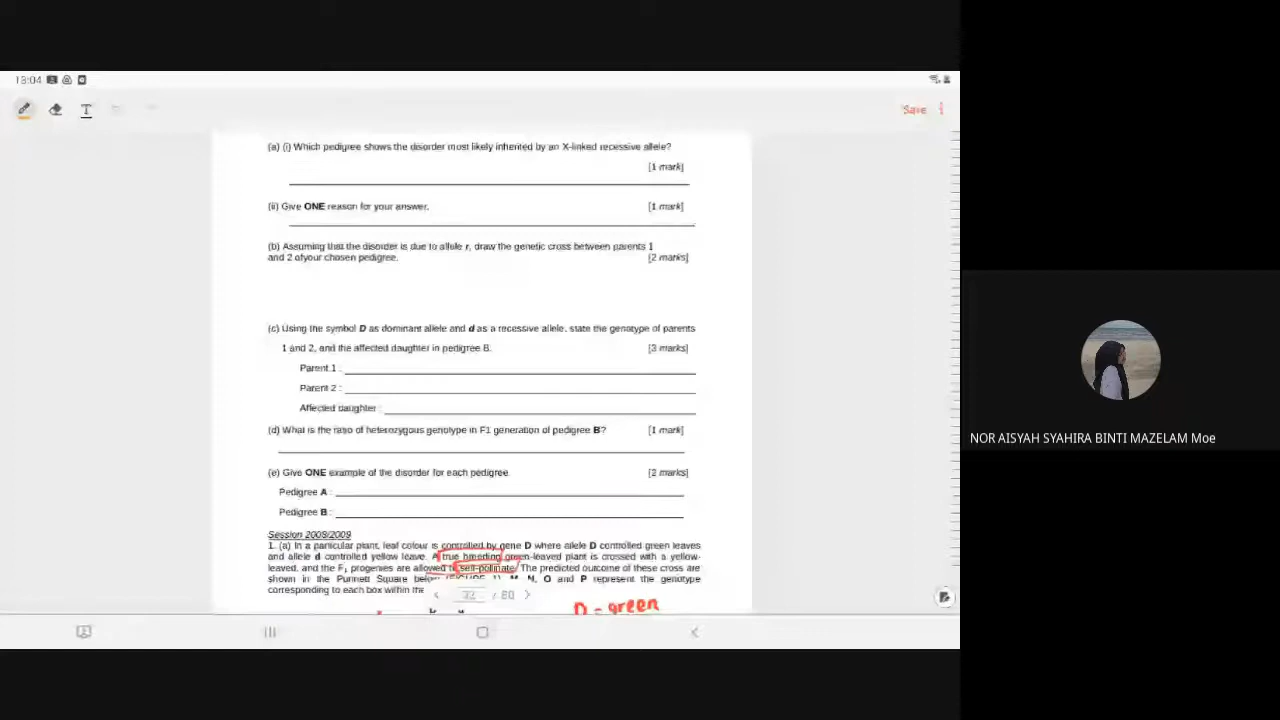 13:04
T
Save
(a) (i) Which pedigree shows the disorder most likely inherited by an X-linked recessive allele?
[1 mark]
(ii) Give ONE reason for your answer. [1 mark]
(b) Assuming that the disorder is due to allele r, draw the genetic cross between parents 1
and 2 ofyour chosen pedigree. [2 marks]
(c) Using the symbol D as dominant allele and d as a recessive allele, state the genotype of parents
1 and 2, and the affected daughter in pedigree B. [3 marks]
Parent 1 :
Parent 2 :
Affected daughter :
(d) What is the ratio of heterozygous genotype in F1 generation of pedigree B? [1 mark]
(e) Give ONE example of the disorder for each pedigree. [2 marks]
Pedigree A :
Pedigree B :
Session 2008/2009
1. (a) In a particular plant, leaf colour is controlled by gene D where allele D controlled green leaves
and allele d controlled yellow leave. A true breeding green-leaved plant is crossed with a yellow-
leaved, and the F1 progenies are allowed to self-pollinate. The predicted outcome of these cross are
shown in the Punnett Square below (FIGURE 1). M, N, O and P represent the genotype
corresponding to each box within the
32 / 80
D - green
NOR AISYAH SYAHIRA BINTI MAZELAM Moe